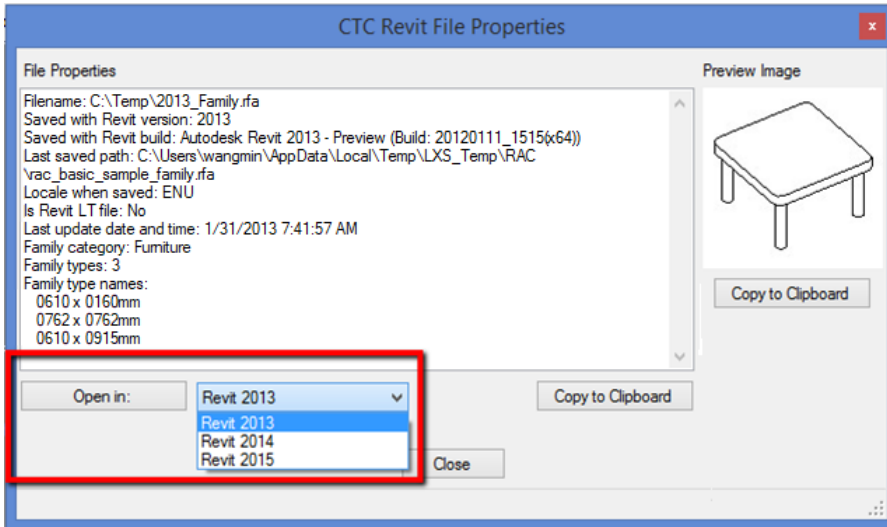 CTC Revit File Properties
x
File Properties
Preview Image
Filename: C:\Temp\2013_Family.rfa
Saved with Revit version: 2013
Saved with Revit build: Autodesk Revit 2013 - Preview (Build: 20120111_1515(x64))
Last saved path: C:\Users\wangmin\AppData\Local\Temp\LXS_Temp\RAC
\rac_basic_sample_family.rfa
Locale when saved: ENU
Is Revit LT file: No
Last update date and time: 1/31/2013 7:41:57 AM
Family category: Furniture
Family types: 3
Family type names:
0610 x 0160mm
0762 x 0762mm
0610 x 0915mm
Copy to Clipboard
Open in:
Revit 2013
Copy to Clipboard
Revit 2013
Revit 2014
Revit 2015
Close